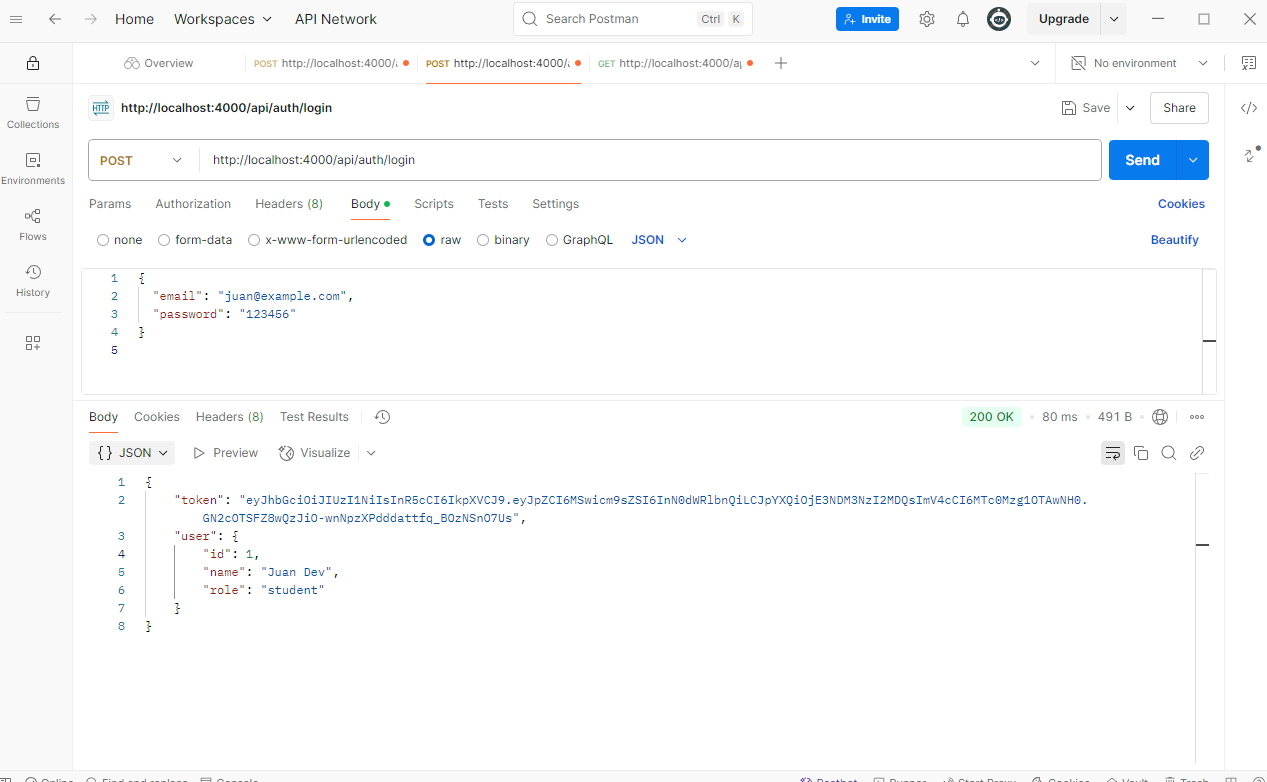 Home Workspaces API Network Search Postman Ctrl K Invite Upgrade
Overview POST http://localhost:4000/ POST http://localhost:4000/ GET http://localhost:4000/a No environment
HTTP http://localhost:4000/api/auth/login Save Share
Collections
Environments
Flows
History
POST http://localhost:4000/api/auth/login Send
Params Authorization Headers (8) Body Scripts Tests Settings Cookies
none form-data x-www-form-urlencoded raw binary GraphQL JSON Beautify
1 {
2 "email": "juan@example.com",
3 "password": "123456"
4 }
5
Body Cookies Headers (8) Test Results 200 OK 80 ms 491 B
{} JSON Preview Visualize
1 {
2 "token": "eyJhbGciOiJIUzI1NiIsInR5cCI6IkpXVCJ9.eyJpZCI6MSwicm9sZSI6InN0dWRlbnQiLCJpYXQiOjE3NDM3NzI2MDQsImV4cCI6MTc0Mzg1OTAwNH0.
GN2cOTSFZ8wQzJiO-wnNpzXPdddattfq_BOzNSnO7Us",
3 "user": {
4 "id": 1,
5 "name": "Juan Dev",
6 "role": "student"
7 }
8 }
Online Find and replace Console Postbot Runner Start Proxy Cookies Vault Trash